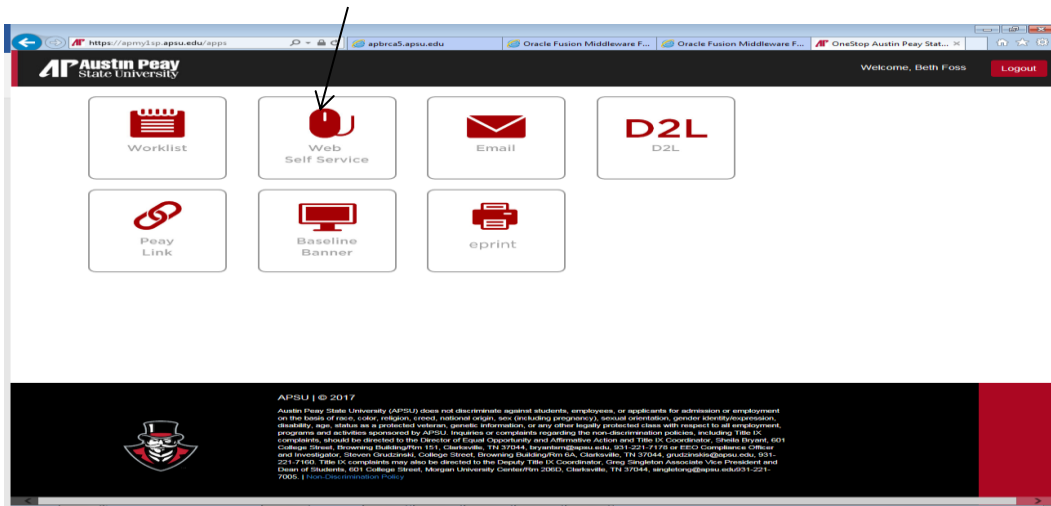 https://apmy1sp.apsu.edu/apps
apbrca5.apsu.edu
Oracle Fusion Middleware F...
Oracle Fusion Middleware F...
OneStop Austin Peay Stat...
AP Austin Peay
State University
Welcome, Beth Foss
Logout
Worklist
Web
Self Service
Email
D2L
D2L
Peay
Link
Baseline
Banner
eprint
APSU | © 2017
Austin Peay State University (APSU) does not discriminate against students, employees, or applicants for admission or employment
on the basis of race, color, religion, creed, national origin, sex (including pregnancy), sexual orientation, gender identity/expression,
disability, age, status as a protected veteran, genetic information, or any other legally protected class with respect to all employment,
programs and activities sponsored by APSU. Inquiries or complaints regarding the non-discrimination policies, including Title IX
complaints, should be directed to the Director of Equal Opportunity and Affirmative Action and Title IX Coordinator, Sheila Bryant, 601
College Street, Browning Building/Rm 151, Clarksville, TN 37044, bryantsm@apsu.edu, 931-221-7178 or EEO Compliance Officer
and Investigator, Steven Grudzinski, College Street, Browning Building/Rm 6A, Clarksville, TN 37044, grudzinskis@apsu.edu, 931-
221-7160. Title IX complaints may also be directed to the Deputy Title IX Coordinator, Greg Singleton Associate Vice President and
Dean of Students, 601 College Street, Morgan University Center/Rm 206D, Clarksville, TN 37044, singletong@apsu.edu931-221-
7005. | Non-Discrimination Policy